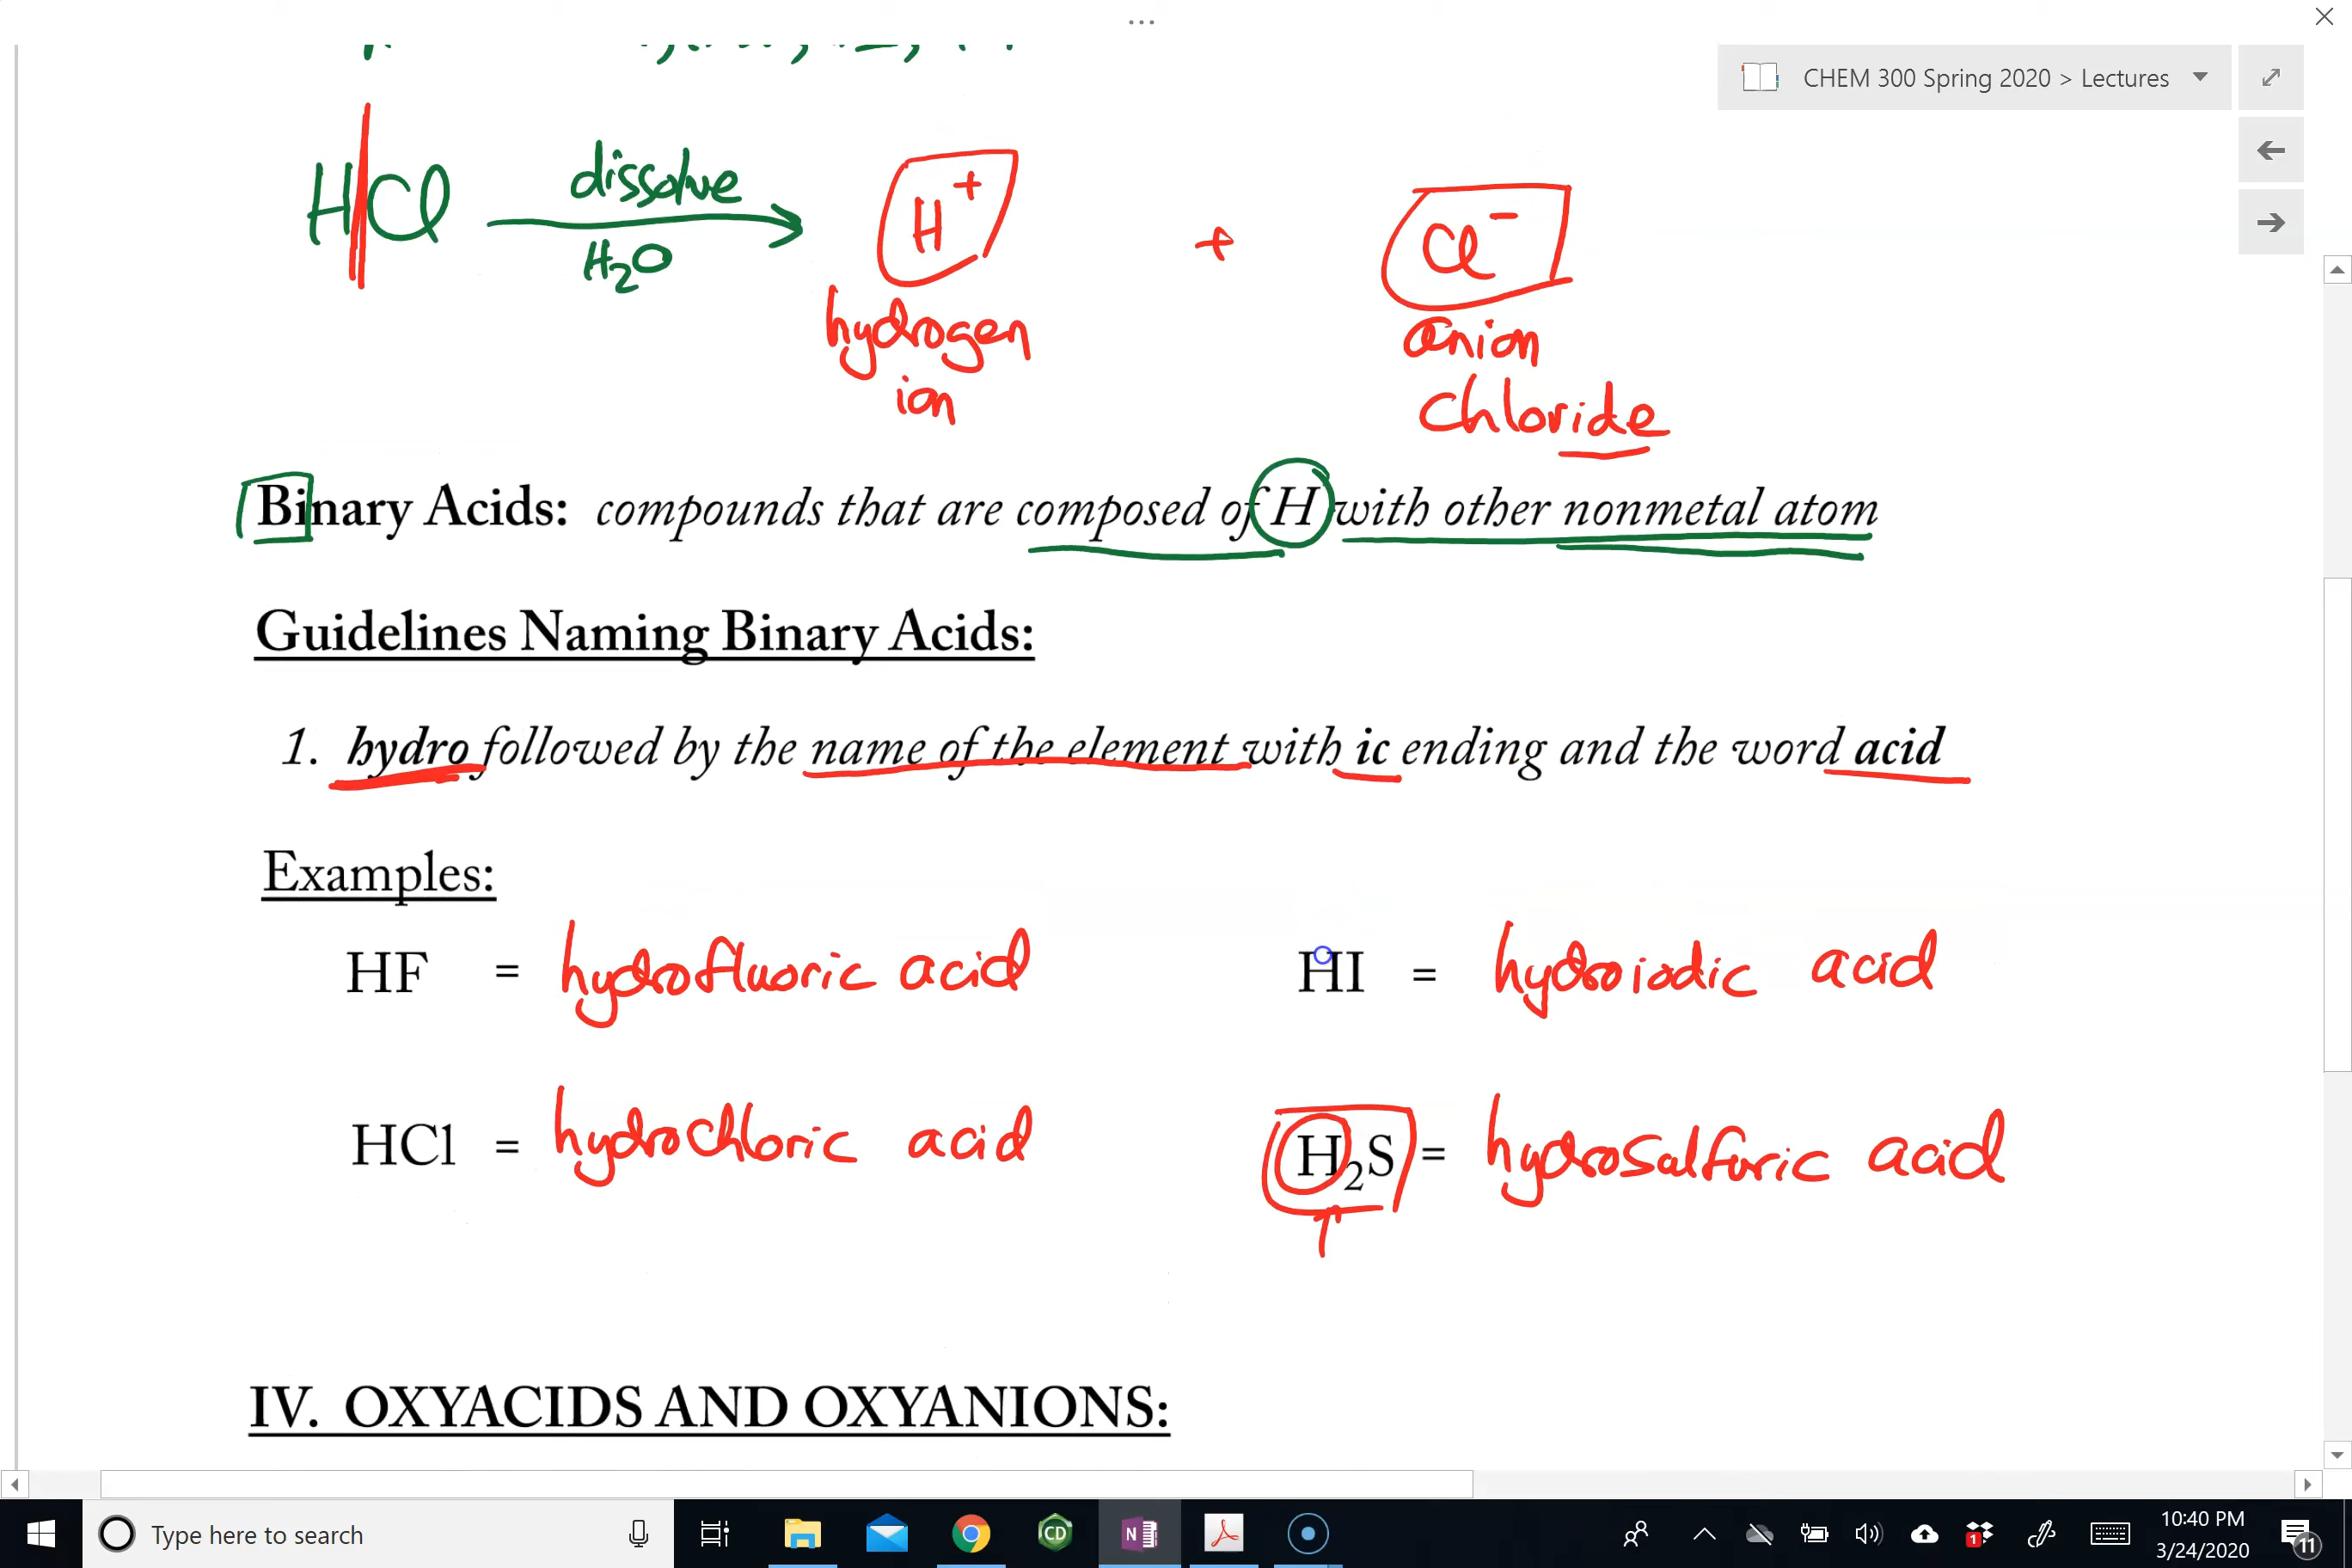 CHEM 300 Spring 2020 > Lectures
HCl dissolve H₂O H⁺ + Cl⁻
hydrogen ion
anion
chloride
Binary Acids: compounds that are composed of H with other nonmetal atom
Guidelines Naming Binary Acids:
1. hydro followed by the name of the element with ic ending and the word acid
Examples:
HF = hydrofluoric acid
HI = hydroiodic acid
HCl = hydrochloric acid
H₂S = hydrosulfuric acid
IV. OXYACIDS AND OXYANIONS:
Type here to search
CD
N
1
10:40 PM
3/24/2020
11